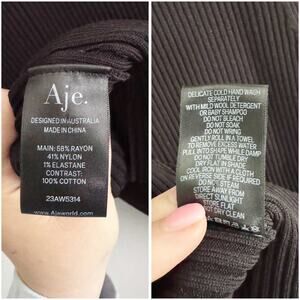 Aje.
DESIGNED IN AUSTRALIA
MADE IN CHINA
MAIN: 58% RAYON
41% NYLON
1% ELASTANE
CONTRAST:
100% COTTON
23AW5314
www.Ajeworld.com
DELICATE COLD HAND WASH
SEPARATELY
WITH MILD WOOL DETERGENT
OR BABY SHAMPOO
DO NOT BLEACH
DO NOT SOAK
DO NOT WRING
GENTLY ROLL IN A TOWEL
TO REMOVE EXCESS WATER
PULL INTO SHAPE WHILE DAMP
DO NOT TUMBLE DRY
DRY FLAT IN SHADE
COOL IRON WITH A CLOTH
ON REVERSE SIDE IF REQUIRED
USING STEAM
STORE AWAY FROM
DIRECT SUNLIGHT
STORE FLAT
NOT DRY CLEAN